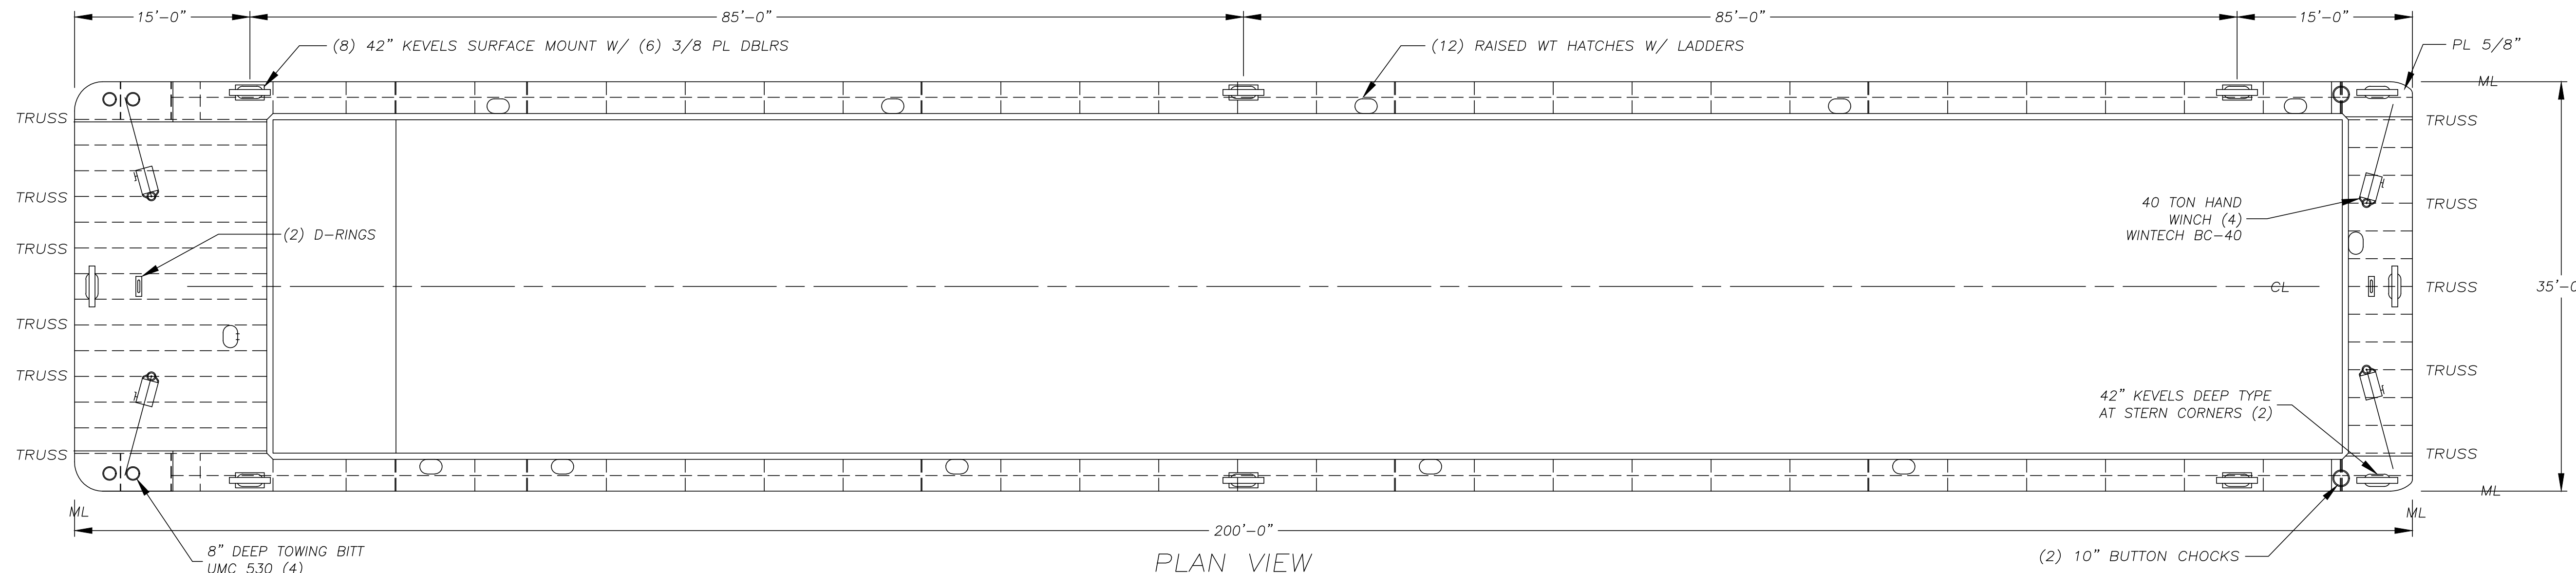 15'-0"
85'-0"
85'-0"
15'-0"
(8) 42" KEVELS SURFACE MOUNT W/ (6) 3/8 PL DBLRS
(12) RAISED WT HATCHES W/ LADDERS
PL 5/8"
ML
TRUSS
TRUSS
TRUSS
TRUSS
TRUSS
TRUSS
(2) D-RINGS
40 TON HAND
WINCH (4)
WINTECH BC-40
CL
42" KEVELS DEEP TYPE
AT STERN CORNERS (2)
TRUSS
TRUSS
TRUSS
TRUSS
TRUSS
35'-0
ML
ML
ML
200'-0"
8" DEEP TOWING BITT
UMC 530 (4)
PLAN VIEW
(2) 10" BUTTON CHOCKS